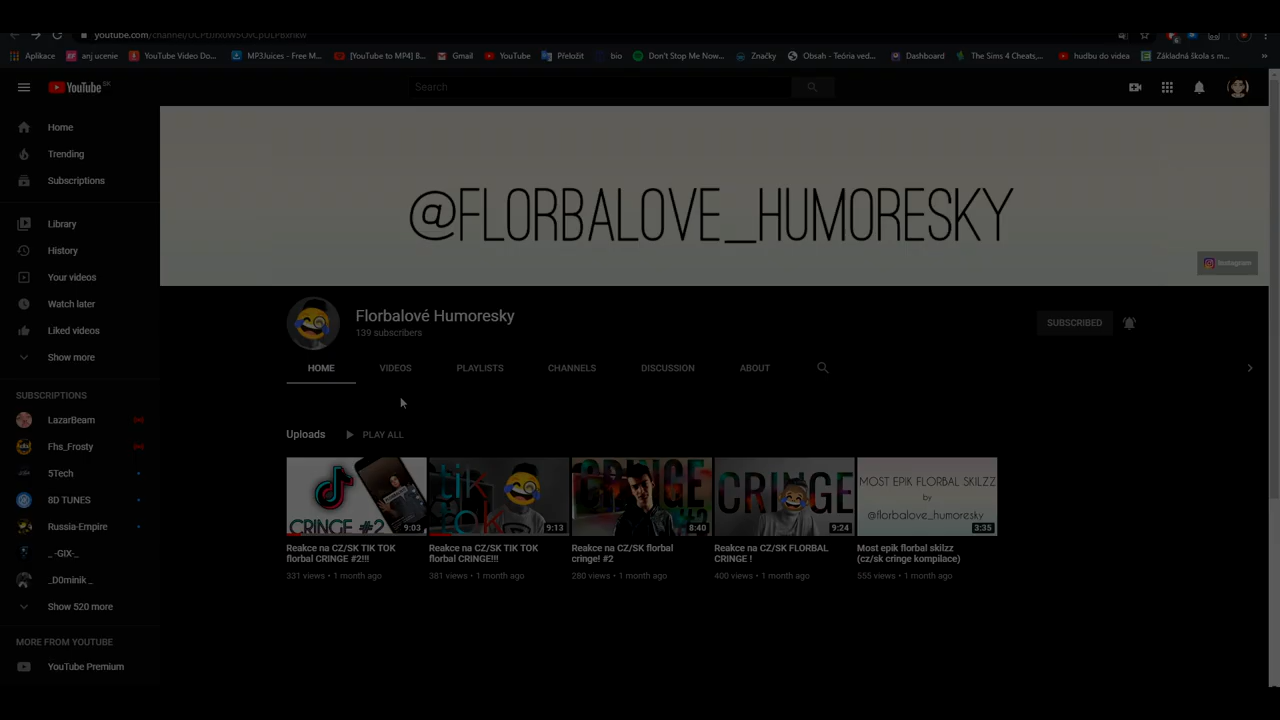 Aplikace
anj ucenie
YouTube Video Do...
MP3Juices - Free M...
[YouTube to MP4] B...
Gmail
YouTube
Přeložit
bio
Don't Stop Me Now...
Značky
Obsah - Teória ved...
Dashboard
The Sims 4 Cheats,...
hudbu do videa
Základná škola s m...
»
YouTube SK
Search
Home
Trending
Subscriptions
Library
History
Your videos
Watch later
Liked videos
Show more
SUBSCRIPTIONS
LazarBeam
Fhs_Frosty
5Tech
8D TUNES
Russia-Empire
_ -GIX-_
_D0minik _
Show 520 more
MORE FROM YOUTUBE
YouTube Premium
@FLORBALOVE_HUMORESKY
Instagram
Florbalové Humoresky
139 subscribers
SUBSCRIBED
HOME
VIDEOS
PLAYLISTS
CHANNELS
DISCUSSION
ABOUT
Uploads
PLAY ALL
CRINGE #2
9:03
Reakce na CZ/SK TIK TOK
florbal CRINGE #2!!!
331 views • 1 month ago
tik
tok
9:13
Reakce na CZ/SK TIK TOK
florbal CRINGE!!!
381 views • 1 month ago
CRINGE
8:40
Reakce na CZ/SK florbal
cringe! #2
280 views • 1 month ago
CRINGE
9:24
Reakce na CZ/SK FLORBAL
CRINGE !
400 views • 1 month ago
MOST EPIK FLORBAL SKILZZ
by
@florbalove_humoresky
3:35
Most epik florbal skilzz
(cz/sk cringe kompilace)
555 views • 1 month ago